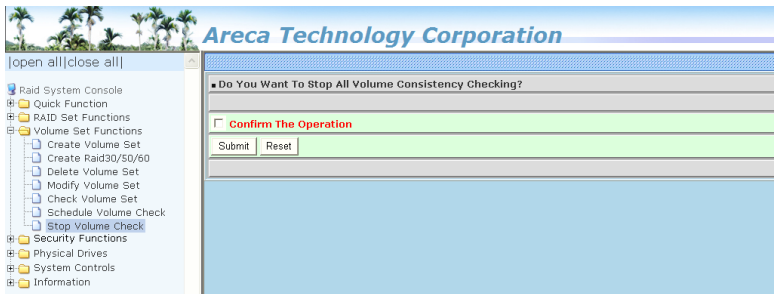 Areca Technology Corporation
|open all|close all|
Raid System Console
Quick Function
RAID Set Functions
Volume Set Functions
Create Volume Set
Create Raid30/50/60
Delete Volume Set
Modify Volume Set
Check Volume Set
Schedule Volume Check
Stop Volume Check
Security Functions
Physical Drives
System Controls
Information
Do You Want To Stop All Volume Consistency Checking?
Confirm The Operation
Submit Reset